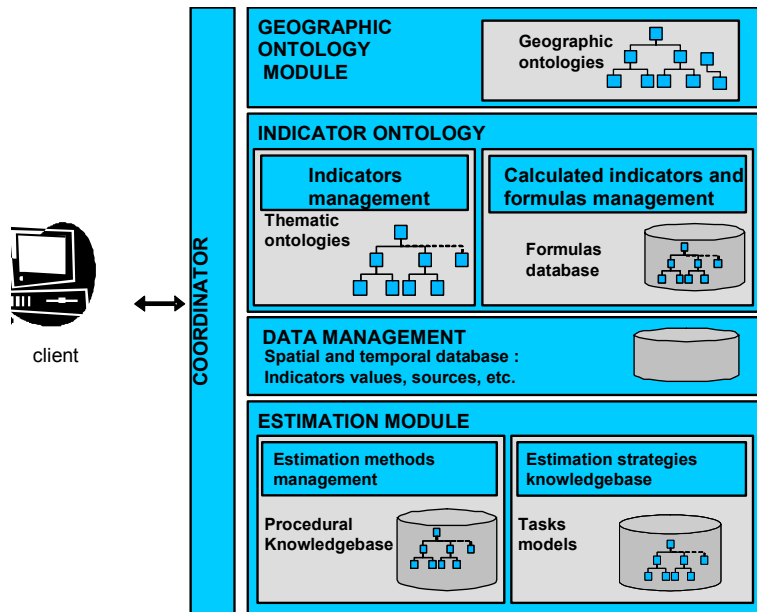 GEOGRAPHIC
ONTOLOGY
MODULE
Geographic
ontologies
INDICATOR ONTOLOGY
Indicators
management
Thematic
ontologies
Calculated indicators and
formulas management
Formulas
database
client
COORDINATOR
DATA MANAGEMENT
Spatial and temporal database :
Indicators values, sources, etc.
ESTIMATION MODULE
Estimation methods
management
Procedural
Knowledgebase
Estimation strategies
knowledgebase
Tasks
models